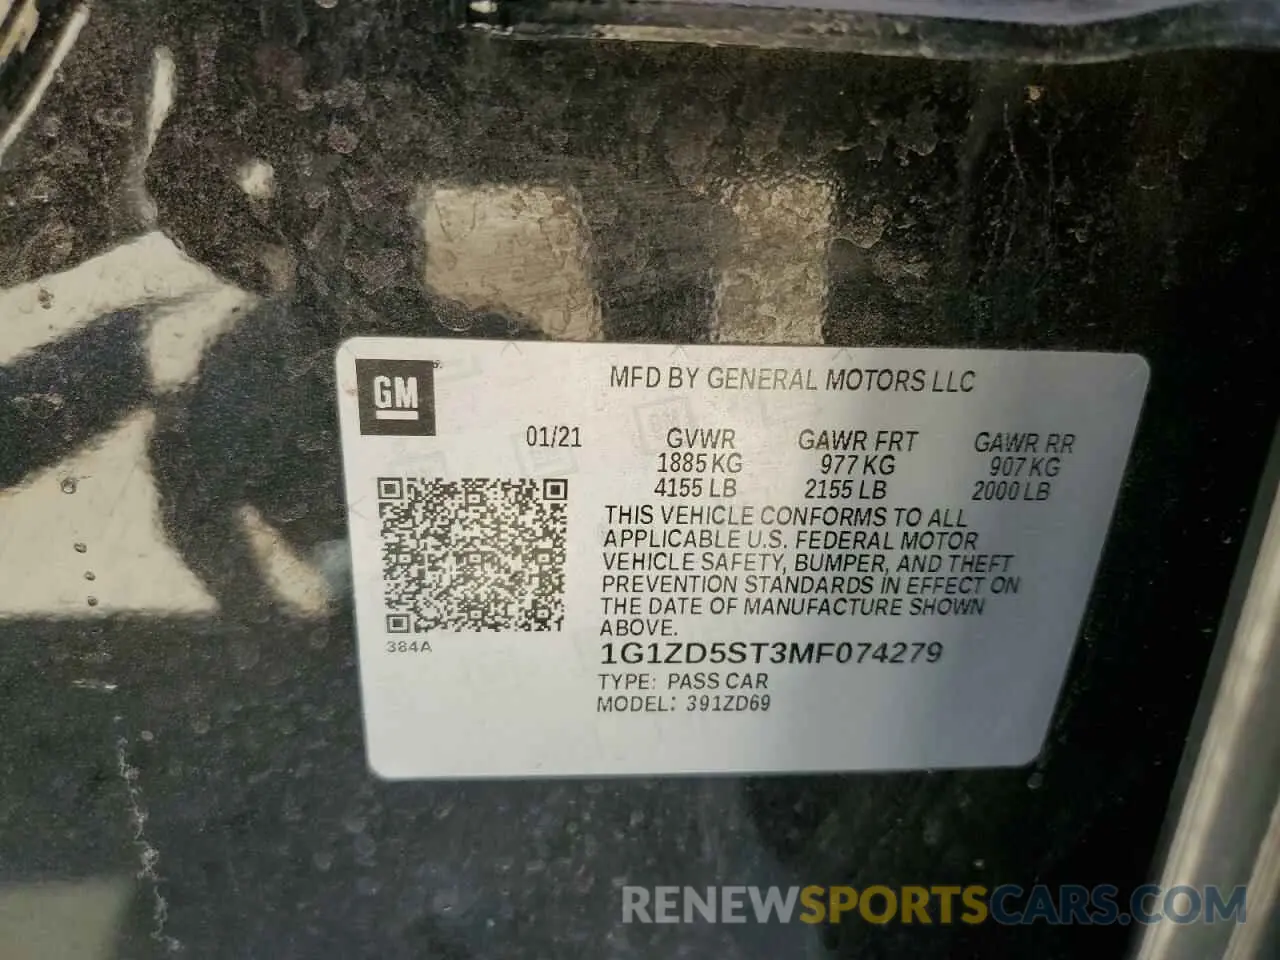 GM
MFD BY GENERAL MOTORS LLC
01/21 GVWR GAWR FRT GAWR RR
1885 KG 977 KG 907 KG
4155 LB 2155 LB 2000 LB
THIS VEHICLE CONFORMS TO ALL
APPLICABLE U.S. FEDERAL MOTOR
VEHICLE SAFETY, BUMPER, AND THEFT
PREVENTION STANDARDS IN EFFECT ON
THE DATE OF MANUFACTURE SHOWN
ABOVE.
384A
1G1ZD5ST3MF074279
TYPE: PASS CAR
MODEL: 391ZD69
RENEWSPORTSCARS.COM